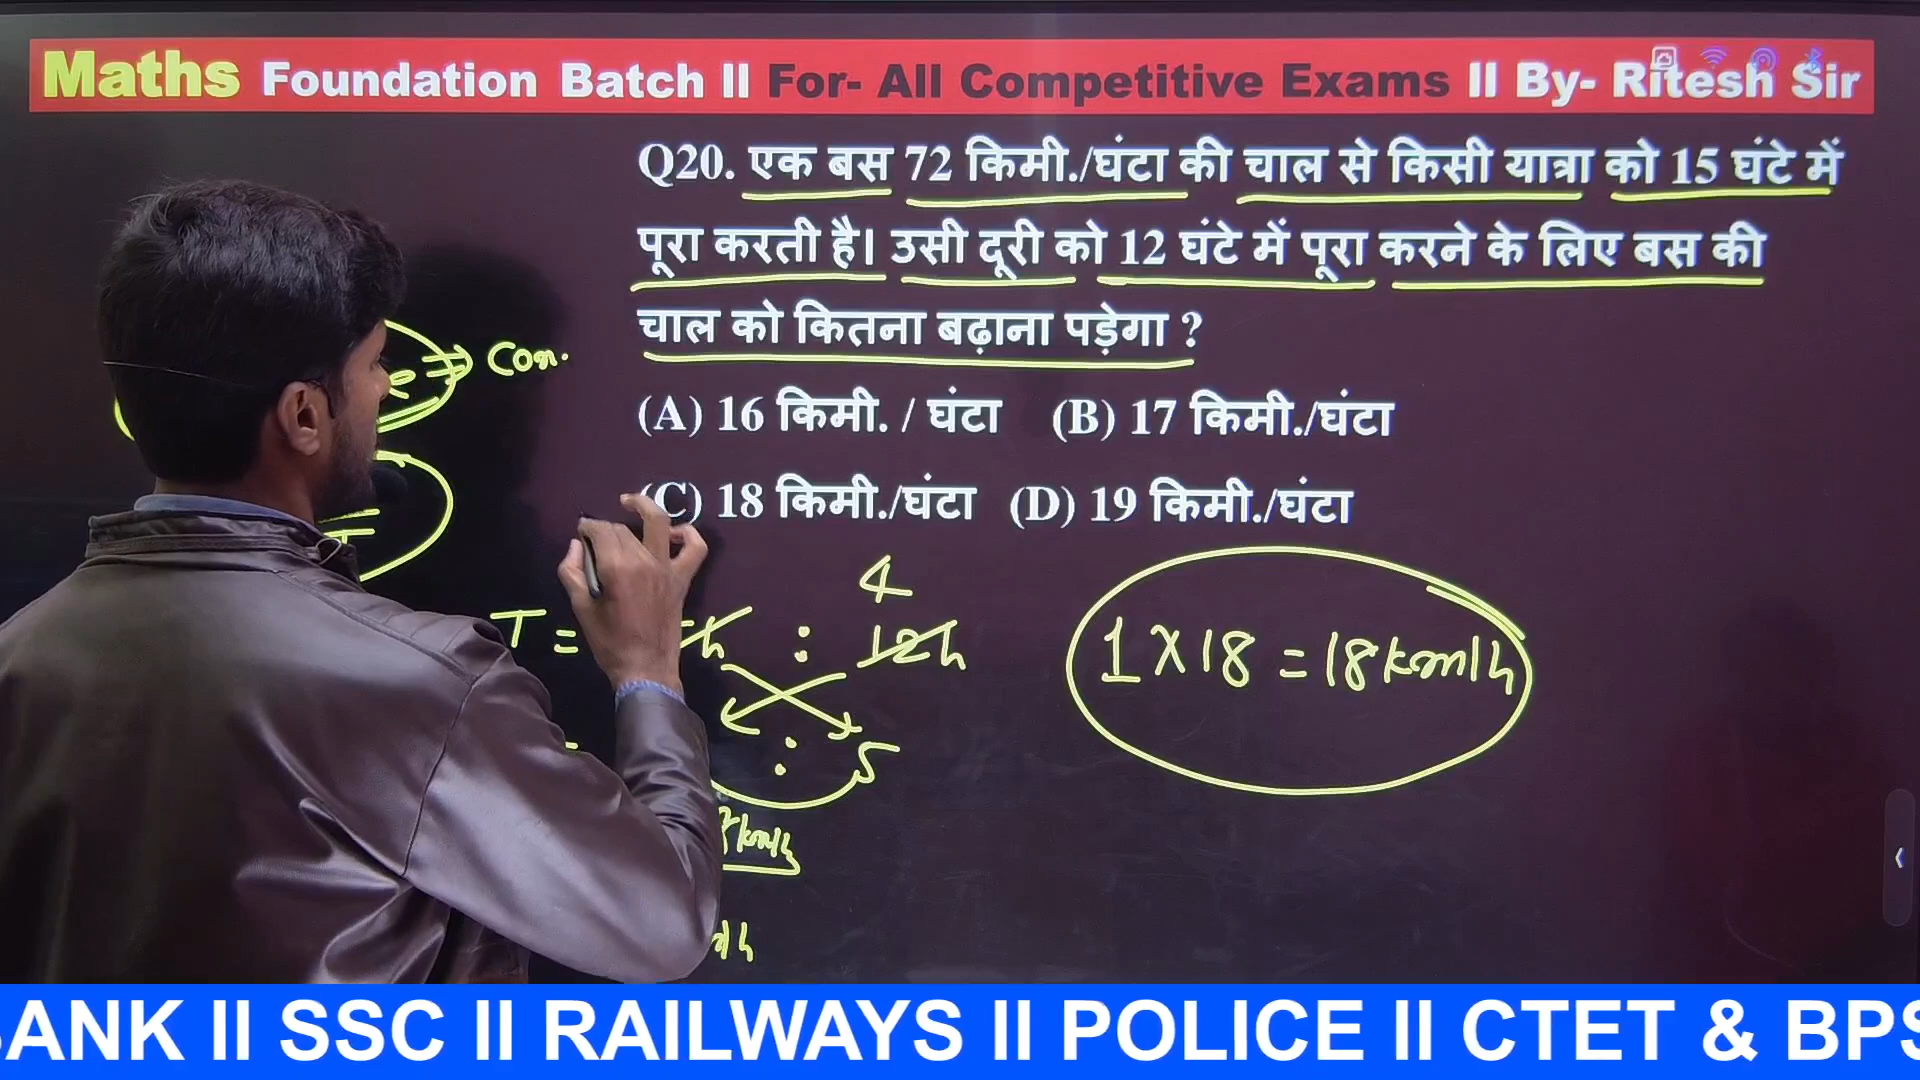 Maths Foundation Batch II For- All Competitive Exams II By- Ritesh Sir
Q20. एक बस 72 किमी./घंटा की चाल से किसी यात्रा को 15 घंटे में
पूरा करती है। उसी दूरी को 12 घंटे में पूरा करने के लिए बस की
चाल को कितना बढ़ाना पड़ेगा ?
(A) 16 किमी. / घंटा (B) 17 किमी./घंटा
(C) 18 किमी./घंटा (D) 19 किमी./घंटा
Con.
4
T = h : 12h
: 5
1 X 18 = 18km/h
km/h
ANK II SSC II RAILWAYS II POLICE II CTET & BPS